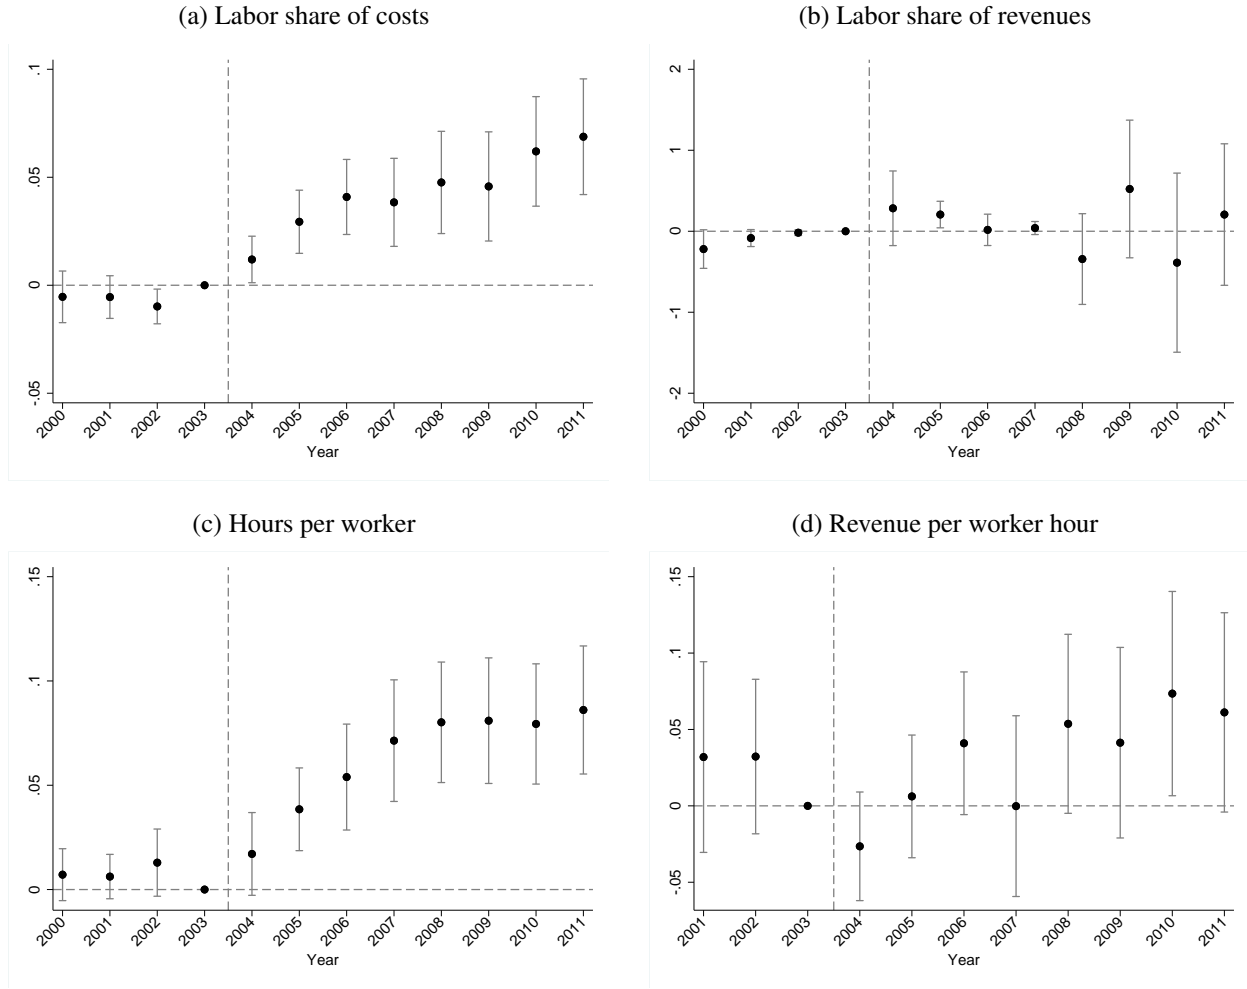 (a) Labor share of costs
.1
.05
0
-.05
2000 2001 2002 2003 2004 2005 2006 2007 2008 2009 2010 2011
Year
(b) Labor share of revenues
2
1
0
-1
-2
2000 2001 2002 2003 2004 2005 2006 2007 2008 2009 2010 2011
Year
(c) Hours per worker
.15
.1
.05
0
2000 2001 2002 2003 2004 2005 2006 2007 2008 2009 2010 2011
Year
(d) Revenue per worker hour
.15
.1
.05
0
-.05
2001 2002 2003 2004 2005 2006 2007 2008 2009 2010 2011
Year